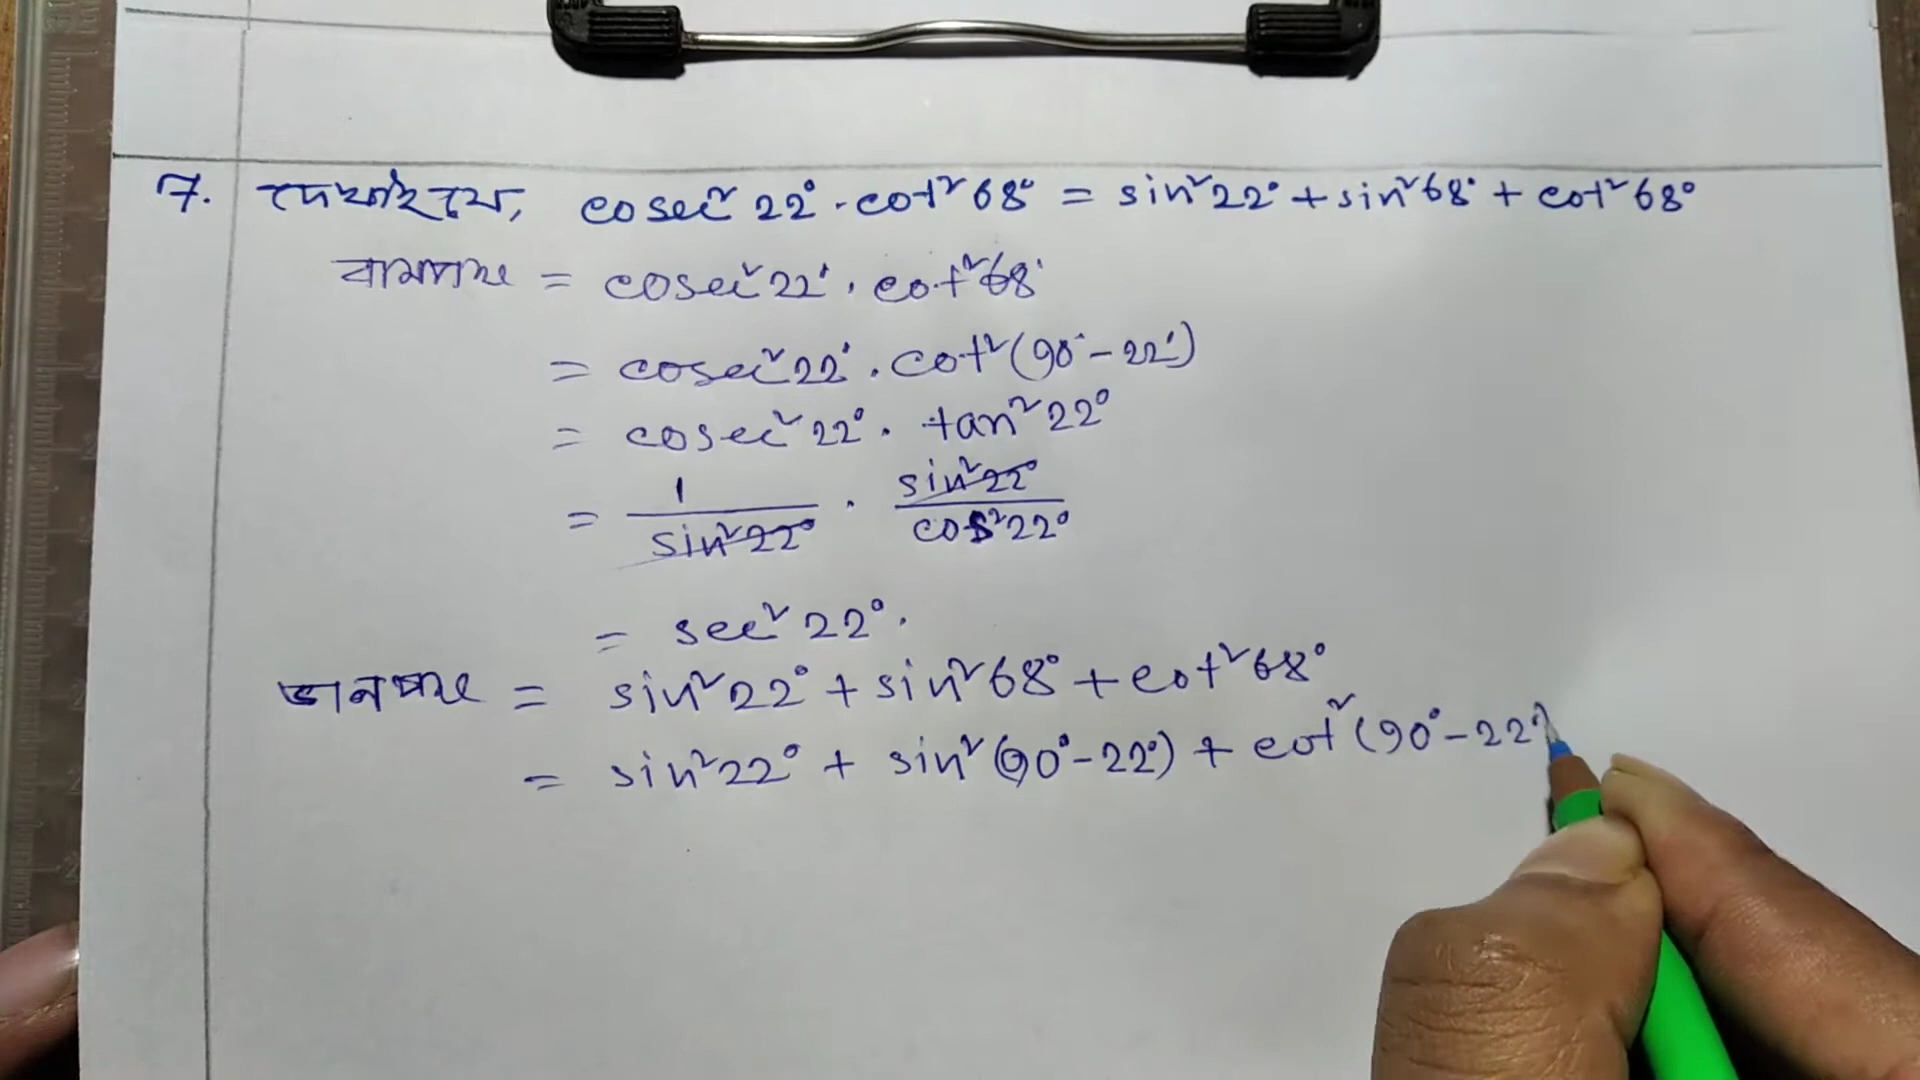 7. দেখাই যে, cosec²22°·cot²68° = sin²22° + sin²68° + cot²68°
বামপক্ষ = cosec²22°·cot²68°
= cosec²22°·cot²(90°-22°)
= cosec²22°·tan²22°
= 1/sin²22° · sin²22°/cos²22°
= sec²22°.
ডানপক্ষ = sin²22° + sin²68° + cot²68°
= sin²22° + sin²(90°-22°) + cot²(90°-22°)